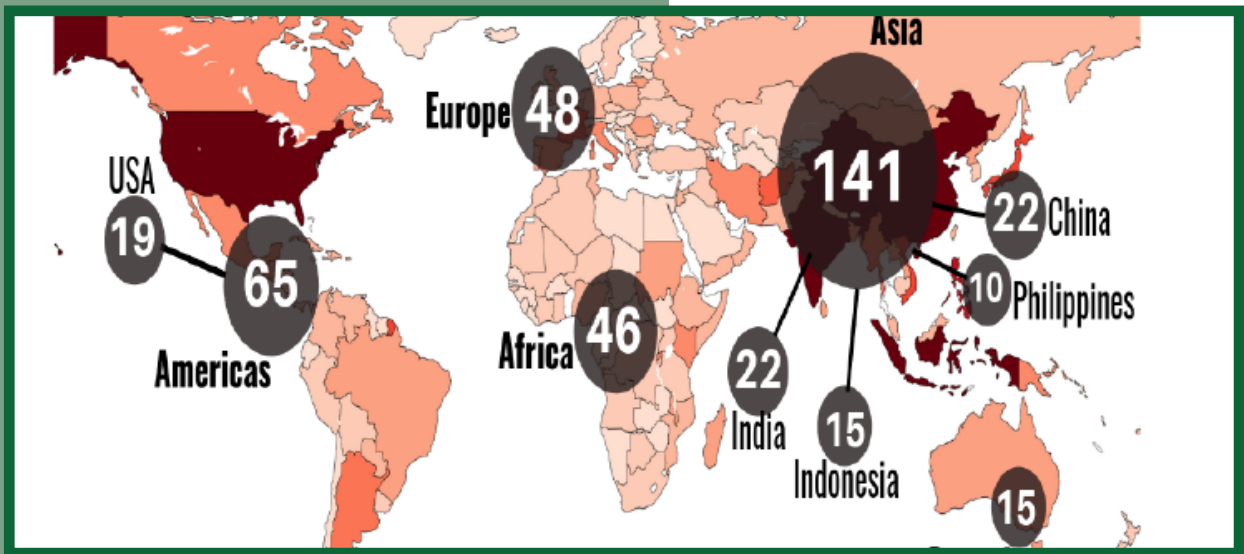 Asia
Europe 48
141
USA
19
22 China
65
10 Philippines
Africa 46
Americas
22
India
15
Indonesia
15